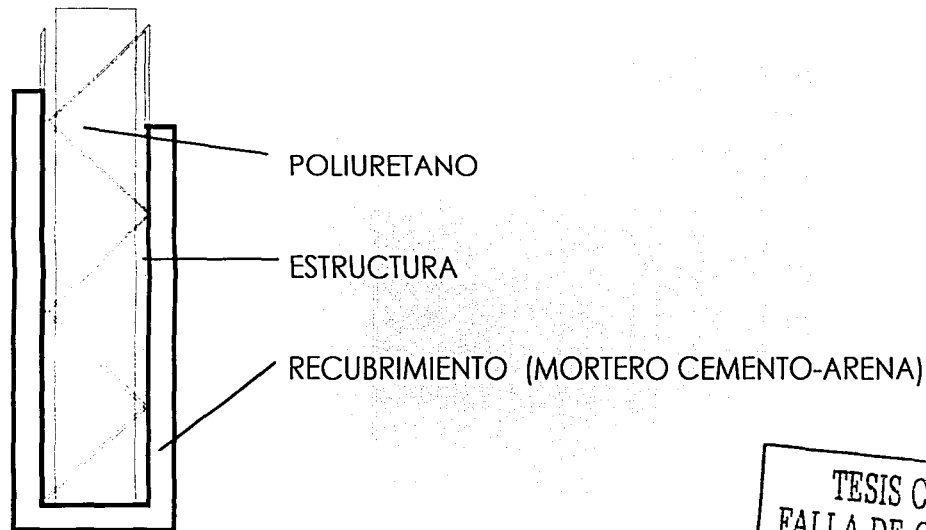 POLIURETANO
ESTRUCTURA
RECUBRIMIENTO (MORTERO CEMENTO-ARENA)
TESIS C
FALLA DE